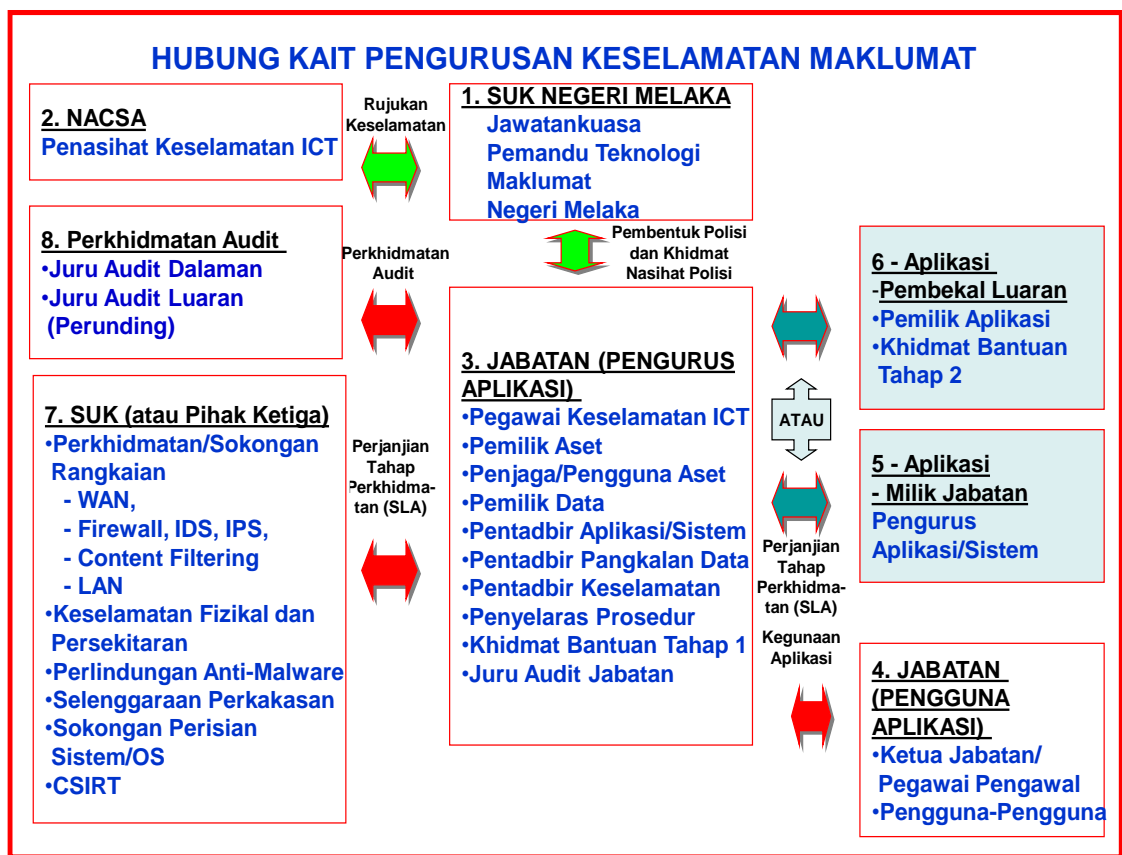 HUBUNG KAIT PENGURUSAN KESELAMATAN MAKLUMAT
2. NACSA
Penasihat Keselamatan ICT
Rujukan
Keselamatan
1. SUK NEGERI MELAKA
Jawatankuasa
Pemandu Teknologi
Maklumat
Negeri Melaka
8. Perkhidmatan Audit
•Juru Audit Dalaman
•Juru Audit Luaran
(Perunding)
Perkhidmatan
Audit
Pembentuk Polisi
dan Khidmat
Nasihat Polisi
6 - Aplikasi
-Pembekal Luaran
•Pemilik Aplikasi
•Khidmat Bantuan
Tahap 2
7. SUK (atau Pihak Ketiga)
•Perkhidmatan/Sokongan
Rangkaian
- WAN,
- Firewall, IDS, IPS,
- Content Filtering
- LAN
•Keselamatan Fizikal dan
Persekitaran
•Perlindungan Anti-Malware
•Selenggaraan Perkakasan
•Sokongan Perisian
Sistem/OS
•CSIRT
Perjanjian
Tahap
Perkhidma-
tan (SLA)
3. JABATAN (PENGURUS
APLIKASI)
•Pegawai Keselamatan ICT
•Pemilik Aset
•Penjaga/Pengguna Aset
•Pemilik Data
•Pentadbir Aplikasi/Sistem
•Pentadbir Pangkalan Data
•Pentadbir Keselamatan
•Penyelaras Prosedur
•Khidmat Bantuan Tahap 1
•Juru Audit Jabatan
ATAU
5 - Aplikasi
- Milik Jabatan
Pengurus
Aplikasi/Sistem
Perjanjian
Tahap
Perkhidma-
tan (SLA)
Kegunaan
Aplikasi
4. JABATAN
(PENGGUNA
APLIKASI)
•Ketua Jabatan/
Pegawai Pengawal
•Pengguna-Pengguna